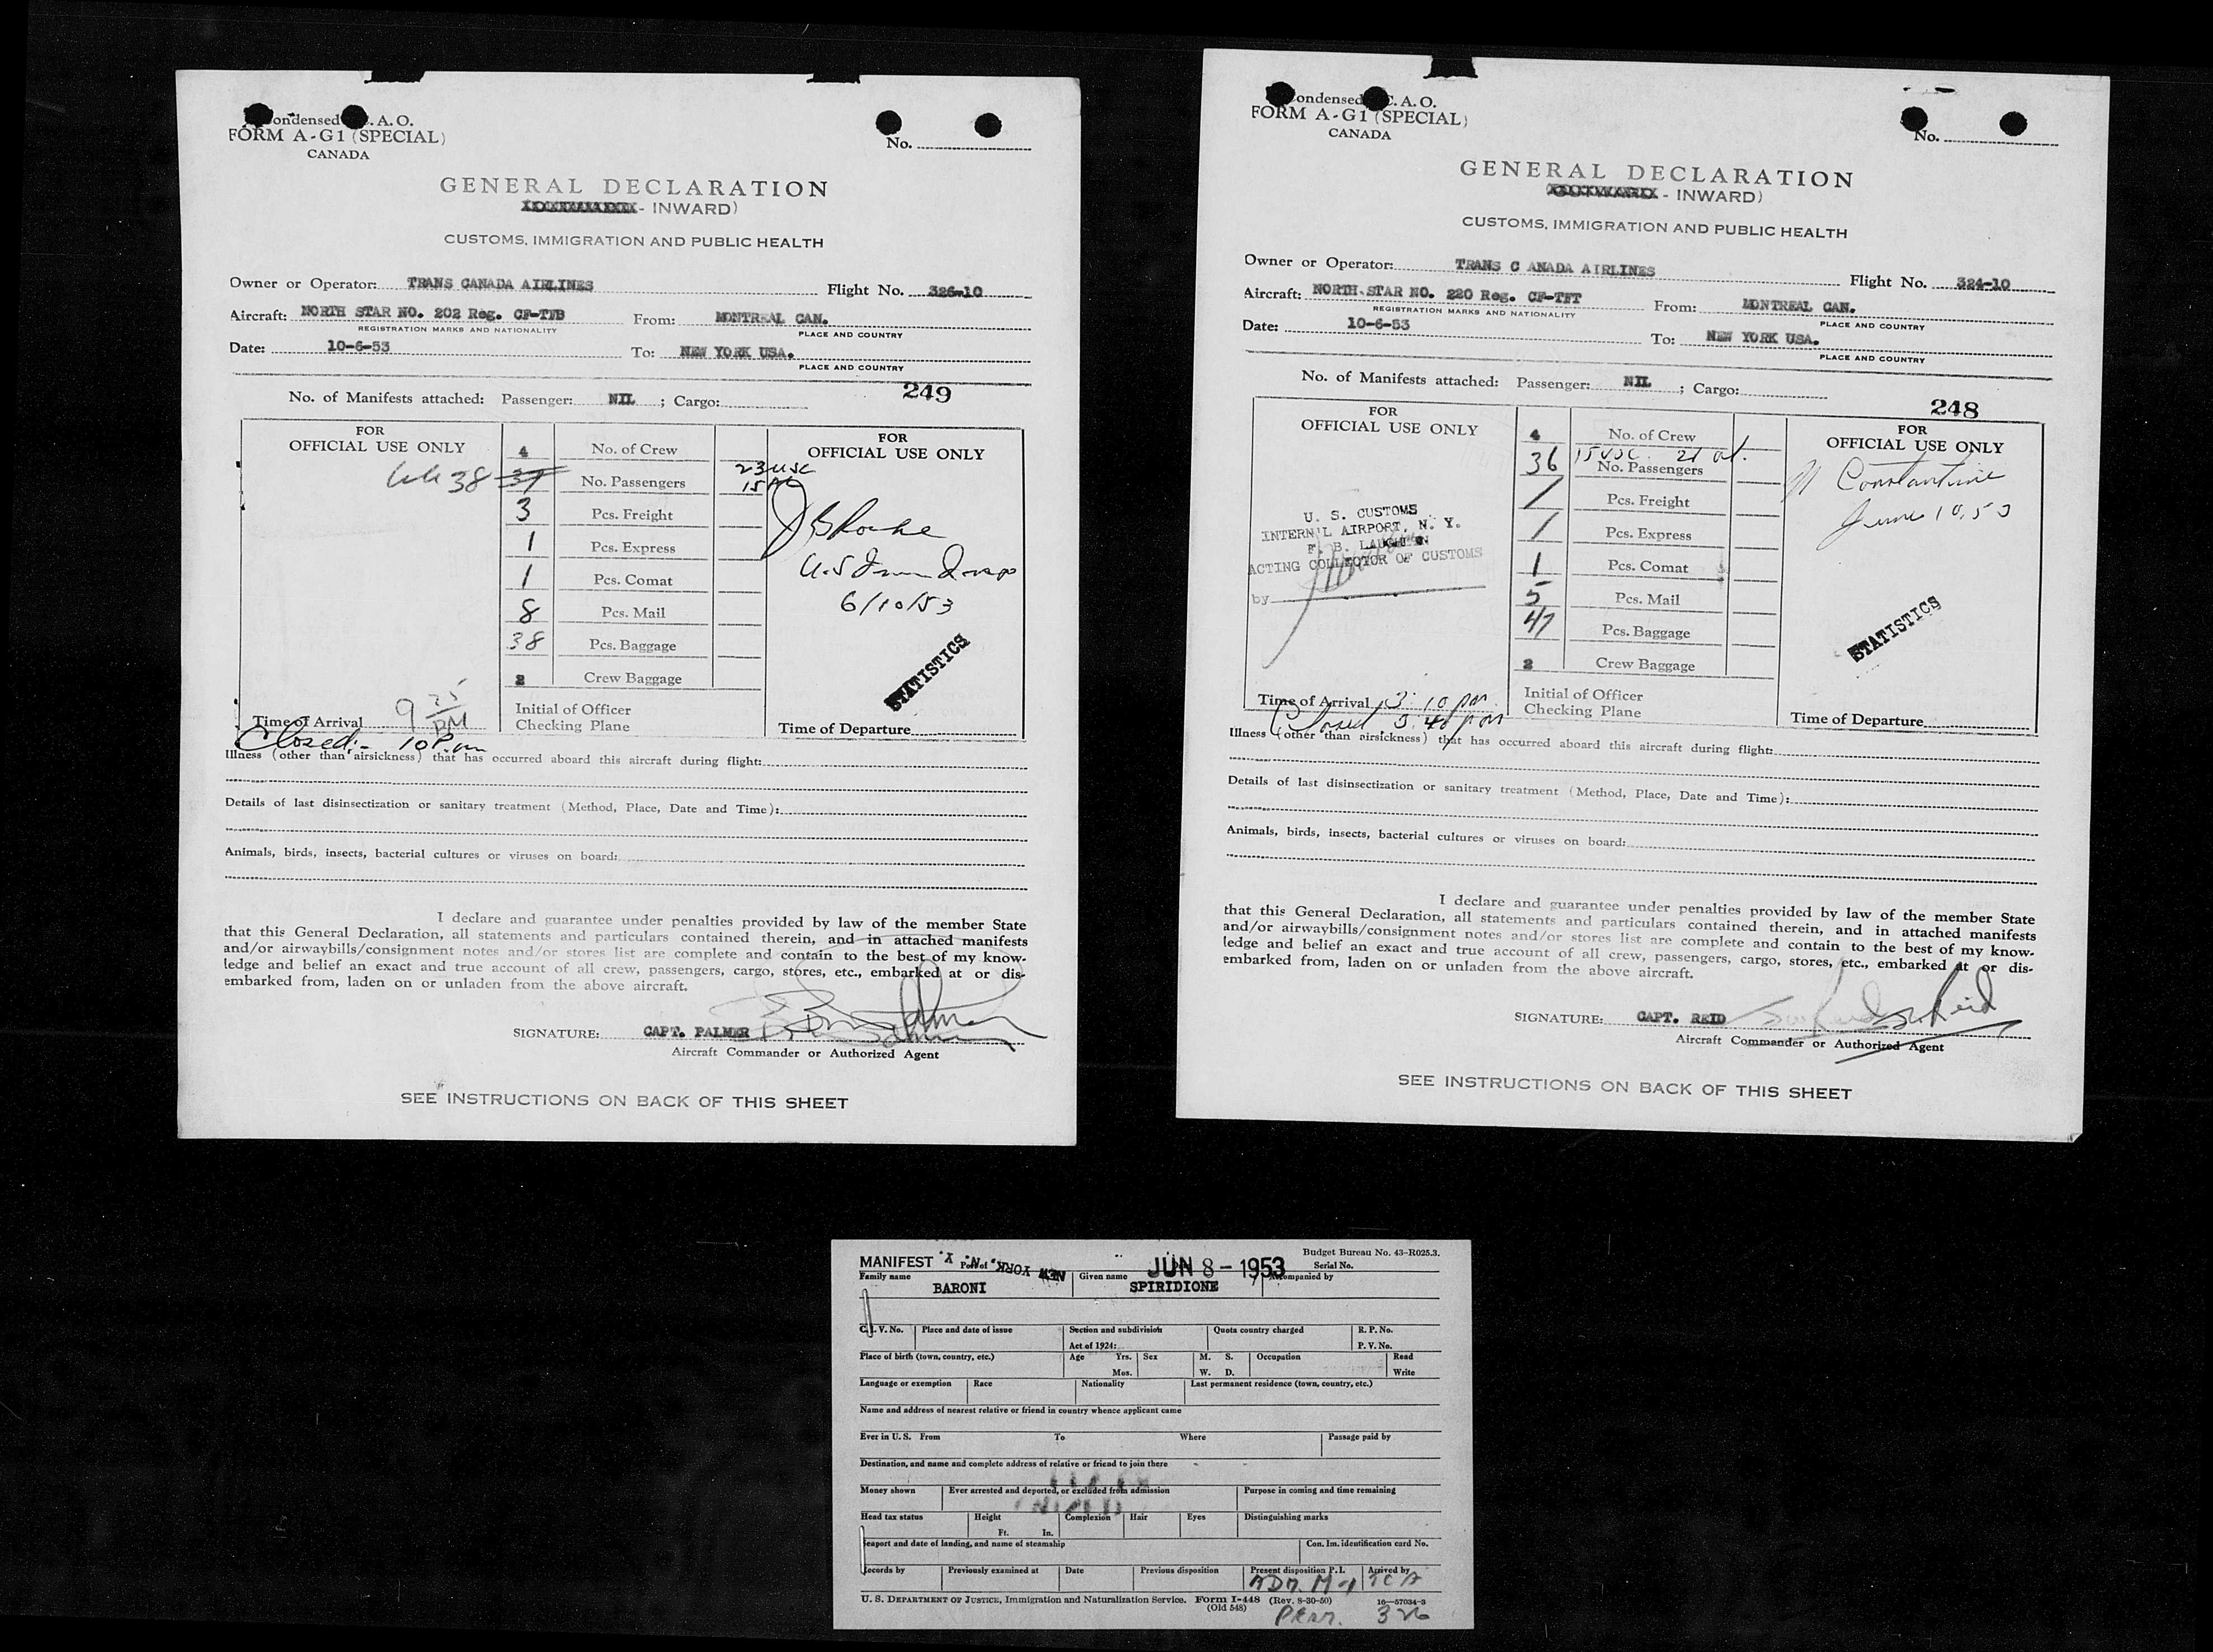 ondensed .C.A.O.
FORM A-G1 (SPECIAL)
CANADA
No.
GENERAL DECLARATION
- INWARD)
CUSTOMS, IMMIGRATION AND PUBLIC HEALTH
Owner or Operator: TRANS CANADA AIRLINES Flight No. 326-10
Aircraft: NORTH STAR NO. 202 Reg. CF-TFB From: MONTREAL CAN.
REGISTRATION MARKS AND NATIONALITY PLACE AND COUNTRY
Date: 10-6-53 To: NEW YORK USA.
PLACE AND COUNTRY
249
No. of Manifests attached: Passenger: NIL ; Cargo:
FOR
OFFICIAL USE ONLY
38 37
4 No. of Crew
No. Passengers 23 USC
15 AL
3 Pcs. Freight
1 Pcs. Express
1 Pcs. Comat
8 Pcs. Mail
38 Pcs. Baggage
2 Crew Baggage
Initial of Officer
Checking Plane
Time of Arrival 9 25 PM
Closed:- 10 P.m
FOR
OFFICIAL USE ONLY
6/10/53
STATISTICS
Time of Departure
Illness (other than airsickness) that has occurred aboard this aircraft during flight:
Details of last disinsectization or sanitary treatment (Method, Place, Date and Time):
Animals, birds, insects, bacterial cultures or viruses on board:
I declare and guarantee under penalties provided by law of the member State
that this General Declaration, all statements and particulars contained therein, and in attached manifests
and/or airwaybills/consignment notes and/or stores list are complete and contain to the best of my know-
ledge and belief an exact and true account of all crew, passengers, cargo, stores, etc., embarked at or dis-
embarked from, laden on or unladen from the above aircraft.
SIGNATURE: CAPT. PALMER
Aircraft Commander or Authorized Agent
SEE INSTRUCTIONS ON BACK OF THIS SHEET
ondensed .C.A.O.
FORM A-G1 (SPECIAL)
CANADA
No.
GENERAL DECLARATION
- INWARD)
CUSTOMS, IMMIGRATION AND PUBLIC HEALTH
Owner or Operator: TRANS C ANADA AIRLINES Flight No. 324-10
Aircraft: NORTH STAR NO. 220 Reg. CF-TFT From: MONTREAL CAN.
REGISTRATION MARKS AND NATIONALITY PLACE AND COUNTRY
Date: 10-6-53 To: NEW YORK USA.
PLACE AND COUNTRY
No. of Manifests attached: Passenger: NIL ; Cargo:
248
FOR
OFFICIAL USE ONLY
U. S. CUSTOMS
INTERN'L AIRPORT, N. Y.
F. B. LAUGHLIN
ACTING COLLECTOR OF CUSTOMS
by
4 No. of Crew
15 USC. 21 al.
36 No. Passengers
/ Pcs. Freight
/ Pcs. Express
1 Pcs. Comat
5 Pcs. Mail
47 Pcs. Baggage
2 Crew Baggage
Initial of Officer
Checking Plane
Time of Arrival 3:10 pm
Closed 3:40 pm
FOR
OFFICIAL USE ONLY
N Constantine
June 10, 53
STATISTICS
Time of Departure
Illness (other than airsickness) that has occurred aboard this aircraft during flight:
Details of last disinsectization or sanitary treatment (Method, Place, Date and Time):
Animals, birds, insects, bacterial cultures or viruses on board:
I declare and guarantee under penalties provided by law of the member State
that this General Declaration, all statements and particulars contained therein, and in attached manifests
and/or airwaybills/consignment notes and/or stores list are complete and contain to the best of my know-
ledge and belief an exact and true account of all crew, passengers, cargo, stores, etc., embarked at or dis-
embarked from, laden on or unladen from the above aircraft.
SIGNATURE: CAPT. REID
Aircraft Commander or Authorized Agent
SEE INSTRUCTIONS ON BACK OF THIS SHEET
Budget Bureau No. 43-R025.3.
MANIFEST Port of NEW YORK, N. Y. JUN 8 - 1953 Serial No.
Family name Given name Accompanied by
BARONI SPIRIDIONE
C.I.V. No. Place and date of issue Section and subdivision Quota country charged R. P. No.
Act of 1924: P. V. No.
Place of birth (town, country, etc.) Age Yrs. Sex M. S. Occupation Read
Mos. W. D. Write
Language or exemption Race Nationality Last permanent residence (town, country, etc.)
Name and address of nearest relative or friend in country whence applicant came
Ever in U. S. From To Where Passage paid by
Destination, and name and complete address of relative or friend to join there
Money shown Ever arrested and deported, or excluded from admission Purpose in coming and time remaining
Head tax status Height Complexion Hair Eyes Distinguishing marks
Ft. In.
Seaport and date of landing, and name of steamship Con. Im. identification card No.
Records by Previously examined at Date Previous disposition Present disposition P. I. Arrived by
ADM. M-1 TCA
U. S. DEPARTMENT OF JUSTICE, Immigration and Naturalization Service. Form I-448 (Rev. 8-30-50) 16—57034-3
(Old 548) 326